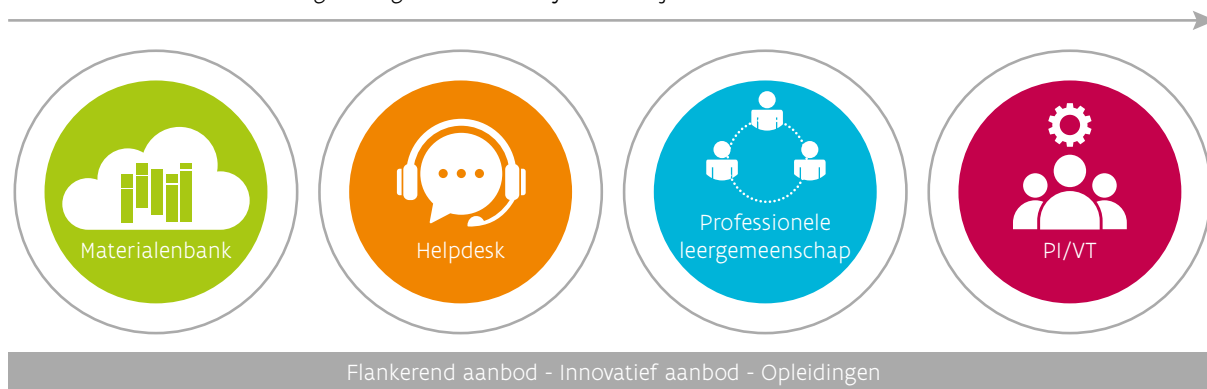 Materialenbank
Helpdesk
Professionele
leergemeenschap
PI/VT
Flankerend aanbod - Innovatief aanbod - Opleidingen